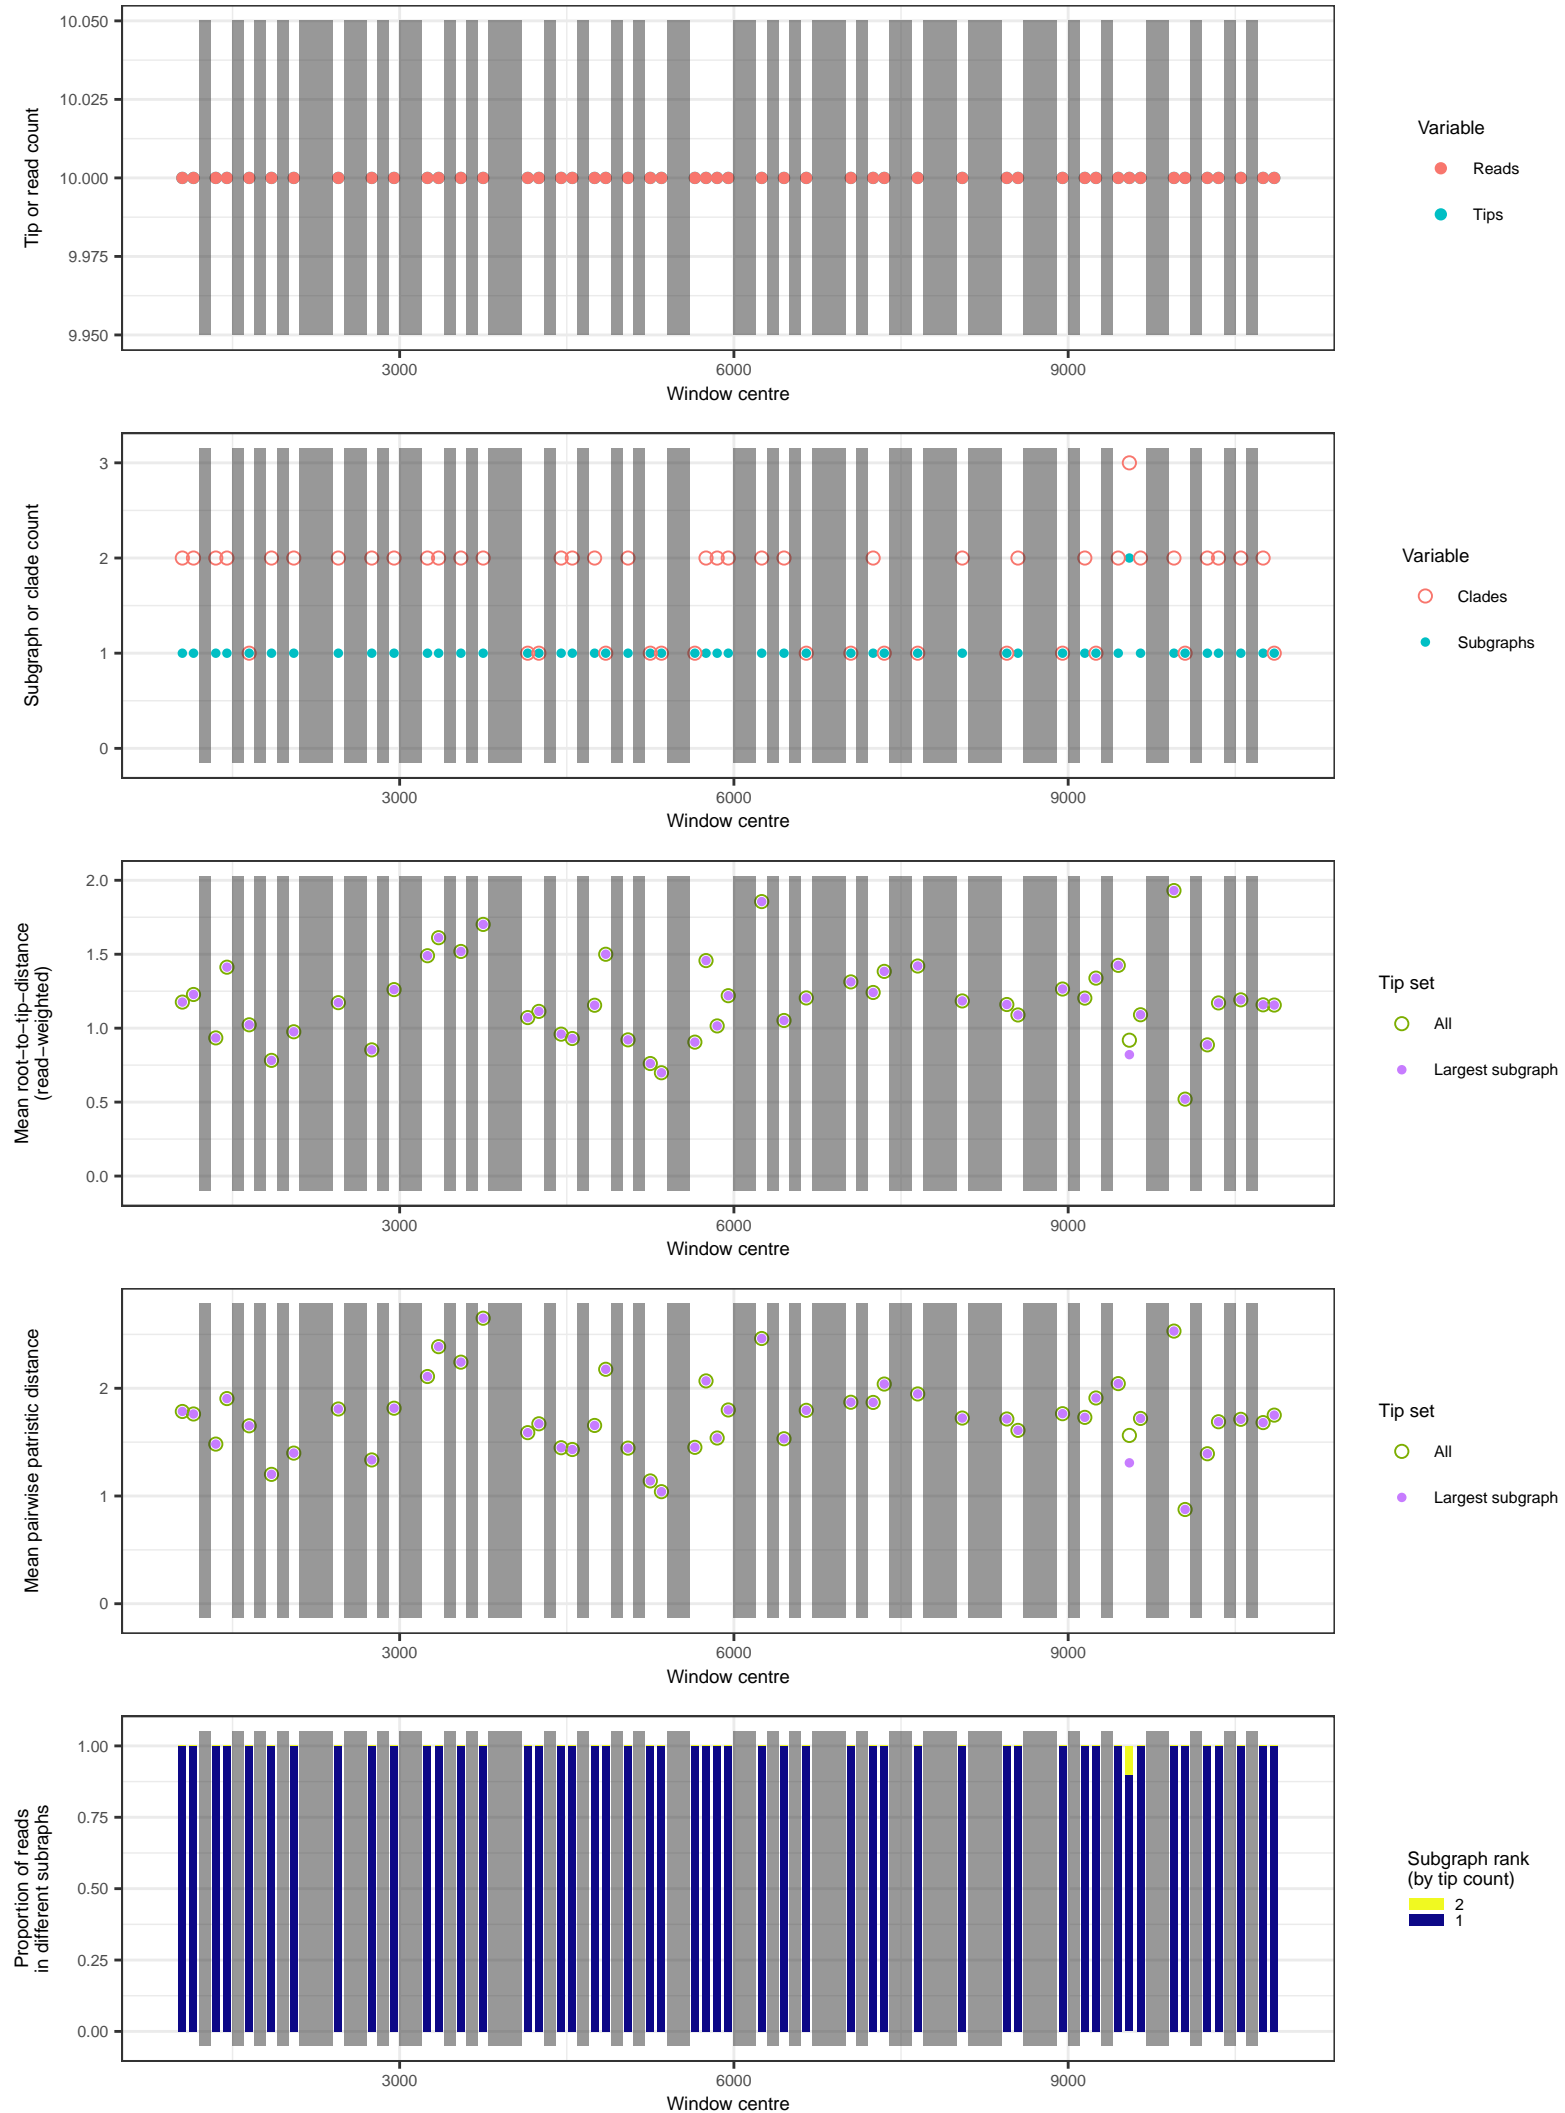 10.050
10.025
10.000
9.975
9.950
Tip or read count
3000
6000
9000
Window centre
Variable
Reads
Tips
3
2
1
0
Subgraph or clade count
3000
6000
9000
Window centre
Variable
Clades
Subgraphs
2.0
1.5
1.0
0.5
0.0
Mean root−to−tip−distance
(read−weighted)
3000
6000
9000
Window centre
Tip set
All
Largest subgraph
2
1
0
Mean pairwise patristic distance
3000
6000
9000
Window centre
Tip set
All
Largest subgraph
1.00
0.75
0.50
0.25
0.00
Proportion of reads
in different subraphs
3000
6000
9000
Window centre
Subgraph rank
(by tip count)
2
1